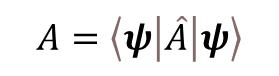 A = ⟨𝝍|Â|𝝍⟩